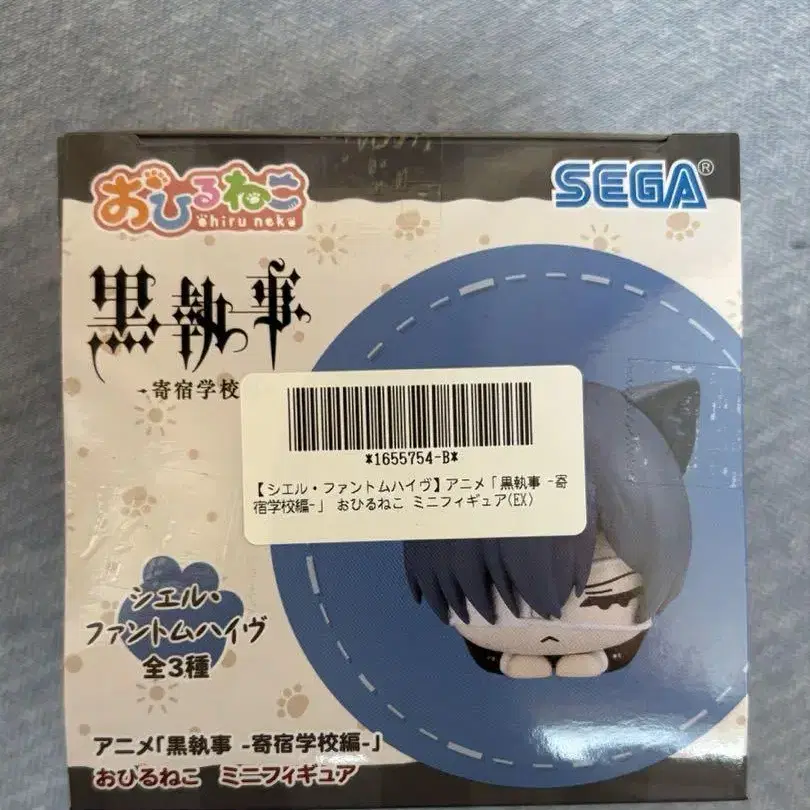 おひるねこ
Ohiru neko
SEGA®
黒執事
-寄宿学校
*1655754-B*
【シエル・ファントムハイヴ】アニメ「黒執事 -寄
宿学校編-」 おひるねこ ミニフィギュア(EX)
シエル・
ファントムハイヴ
全3種
アニメ「黒執事 -寄宿学校編-」
おひるねこ ミニフィギュア